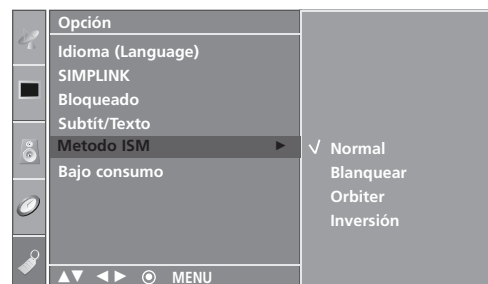 Opción
Idioma (Language)
SIMPLINK
Bloqueado
Subtít/Texto
Metodo ISM ►
Bajo consumo
√ Normal
Blanquear
Orbiter
Inversión
▲▼ ◄► ◉ MENU